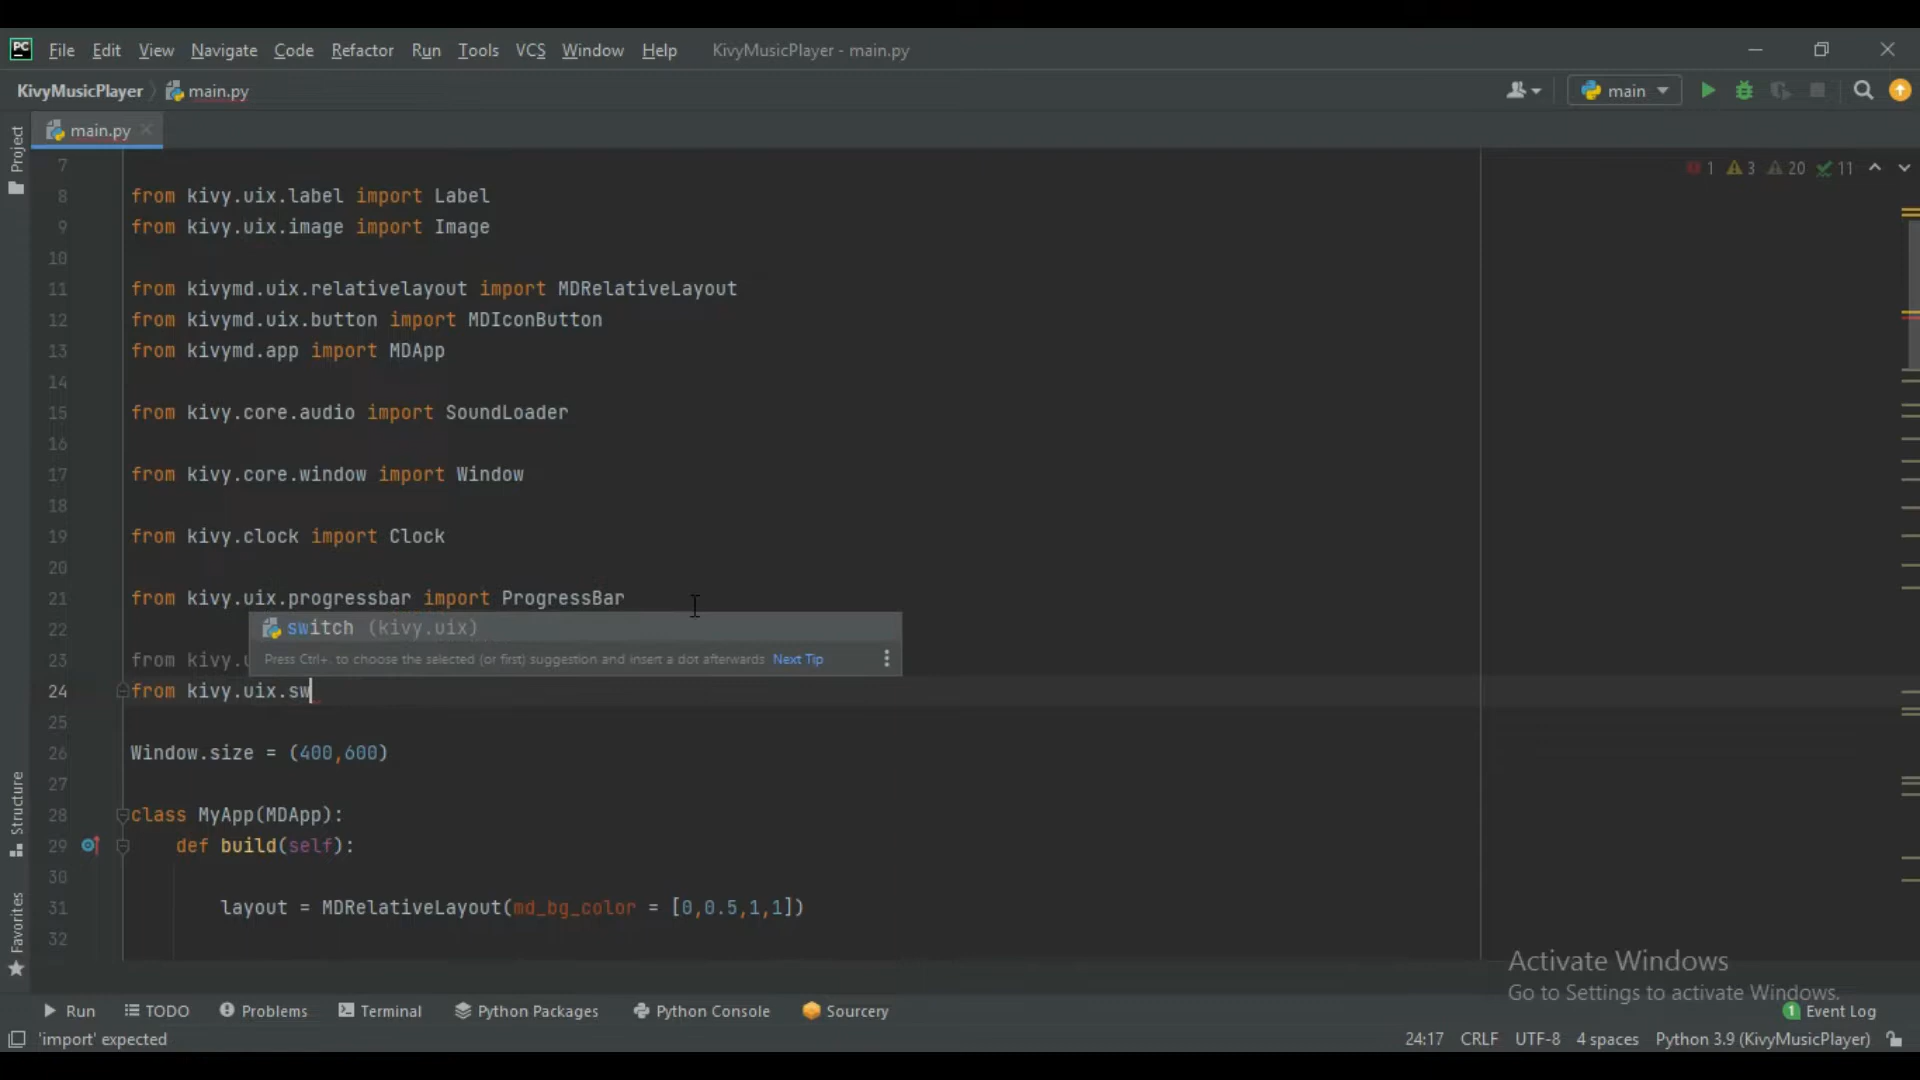 File Edit View Navigate Code Refactor Run Tools VCS Window Help KivyMusicPlayer - main.py
KivyMusicPlayer main.py main
main.py
Project
1 3 20 11
7
8 from kivy.uix.label import Label
9 from kivy.uix.image import Image
10
11 from kivymd.uix.relativelayout import MDRelativeLayout
12 from kivymd.uix.button import MDIconButton
13 from kivymd.app import MDApp
14
15 from kivy.core.audio import SoundLoader
16
17 from kivy.core.window import Window
18
19 from kivy.clock import Clock
20
21 from kivy.uix.progressbar import ProgressBar
22
switch (kivy.uix)
23 from kivy.u
Press Ctrl+. to choose the selected (or first) suggestion and insert a dot afterwards Next Tip
24 from kivy.uix.sw
25
26 Window.size = (400,600)
27
28 class MyApp(MDApp):
29 def build(self):
30
31 layout = MDRelativeLayout(md_bg_color = [0,0.5,1,1])
32
Structure
Favorites
Activate Windows
Go to Settings to activate Windows.
Run TODO Problems Terminal Python Packages Python Console Sourcery 1 Event Log
'import' expected 24:17 CRLF UTF-8 4 spaces Python 3.9 (KivyMusicPlayer)